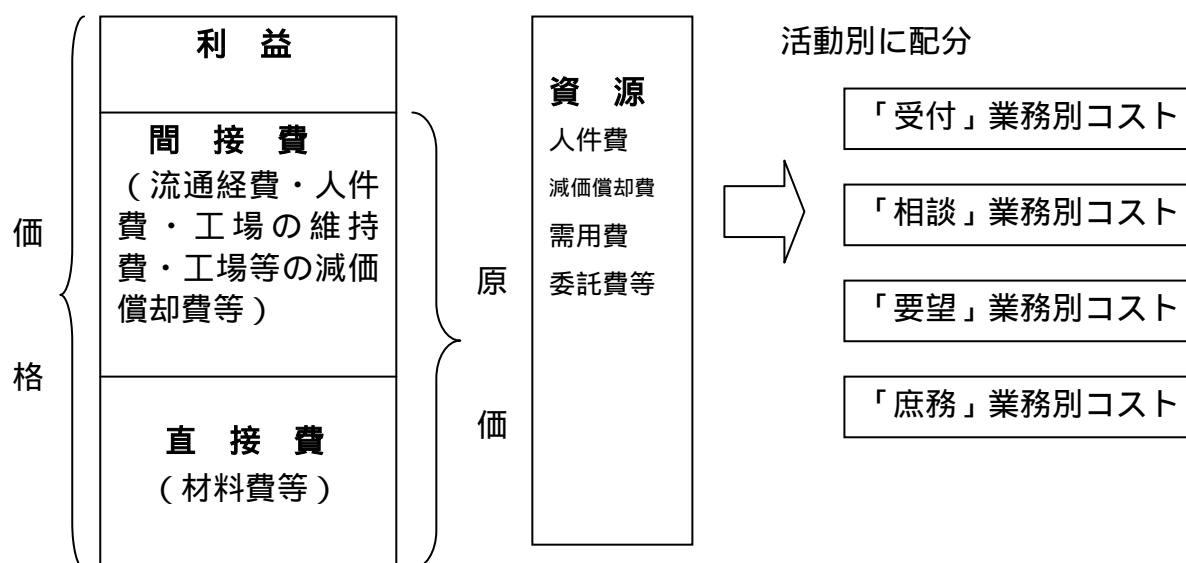 価
格
利　益
間　接　費
（流通経費・人件
費・工場の維持
費・工場等の減価
償却費等）
直　接　費
（材料費等）
原
価
資　源
人件費
減価償却費
需用費
委託費等
活動別に配分
「受付」業務別コスト
「相談」業務別コスト
「要望」業務別コスト
「庶務」業務別コスト